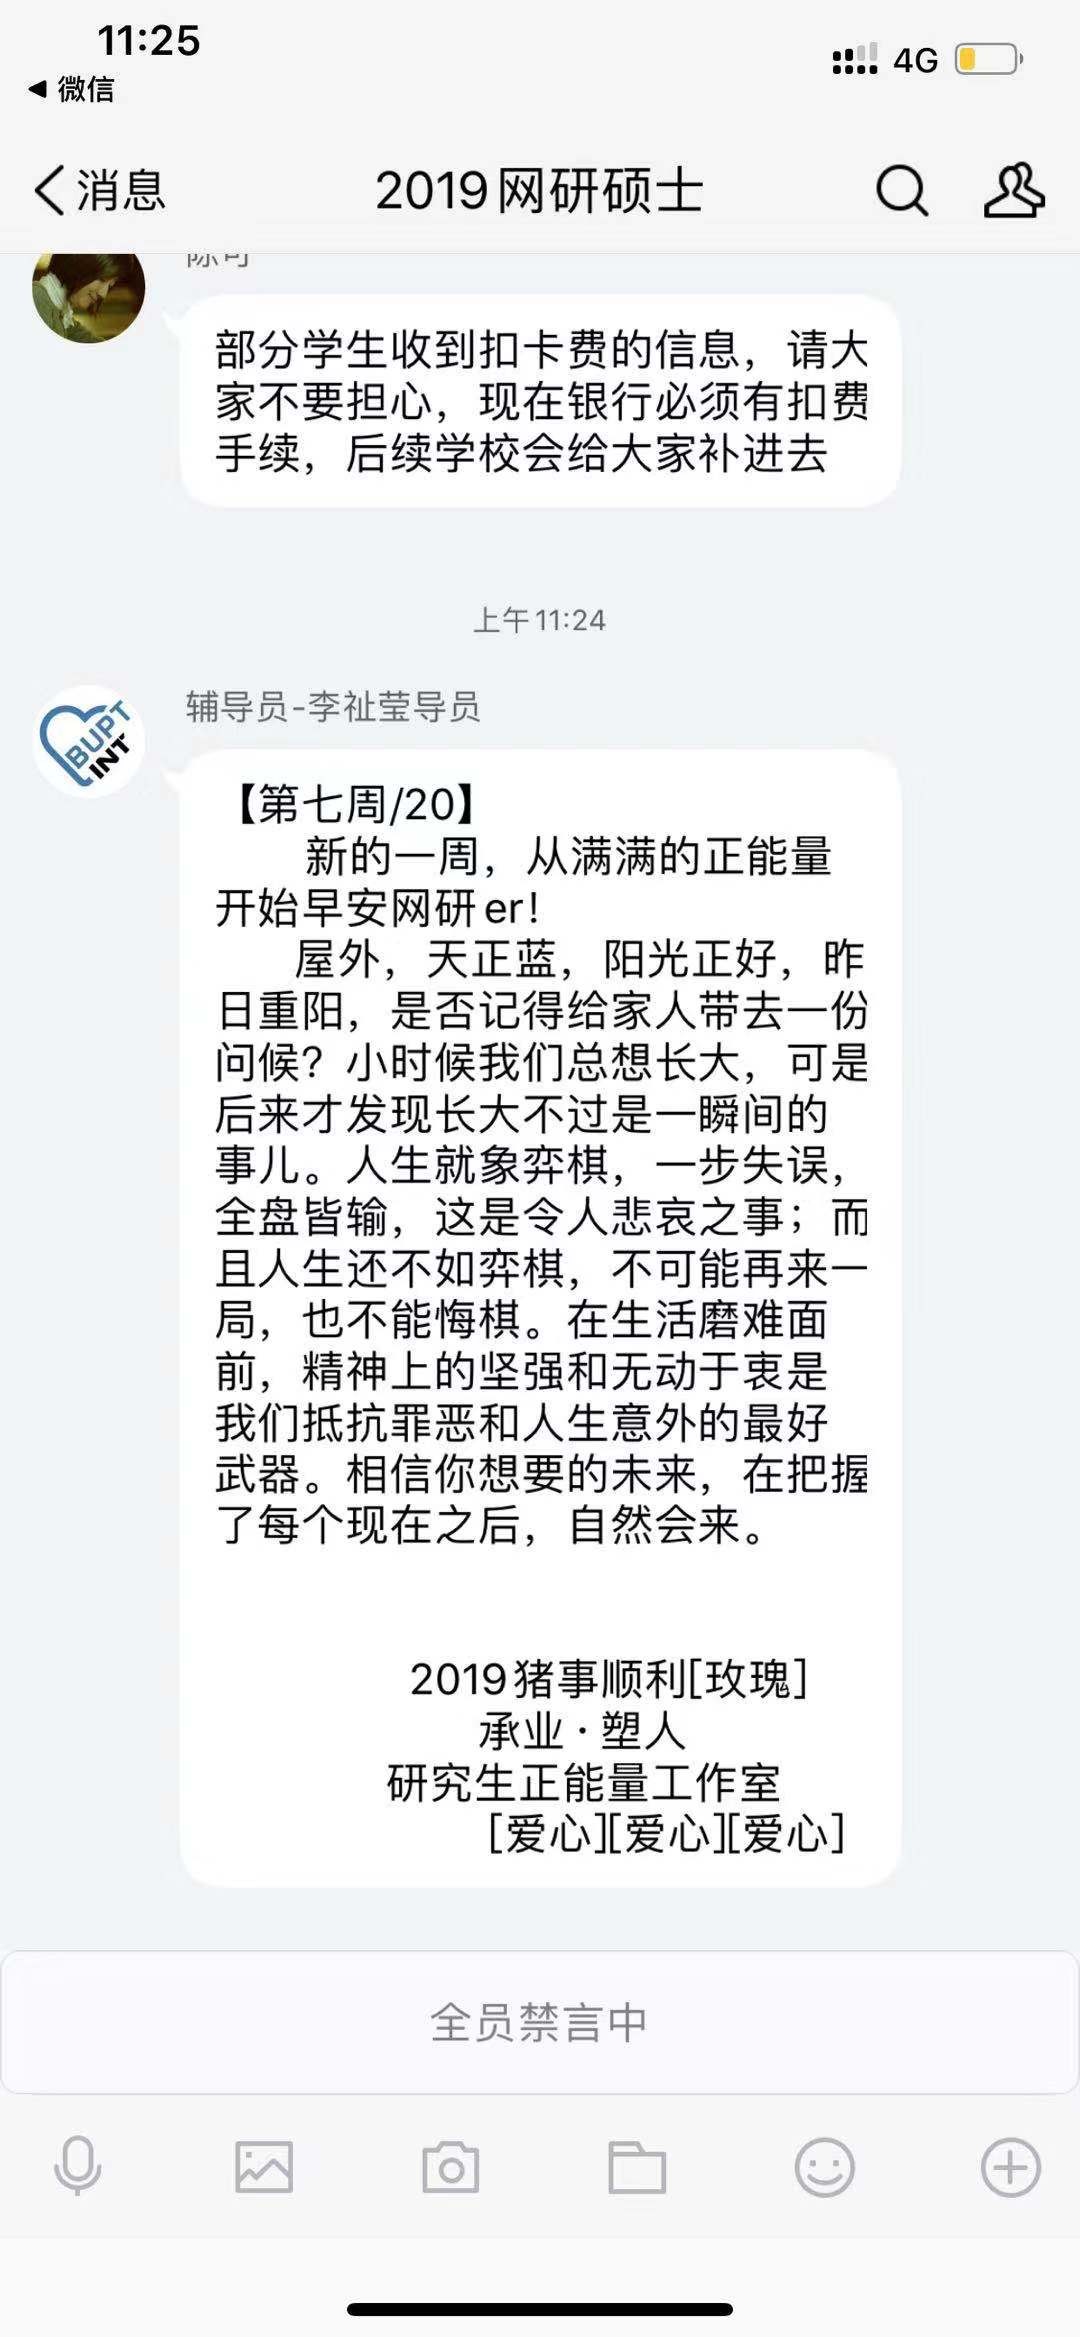 11:25
4G
微信
消息
2019网研硕士
部分学生收到扣卡费的信息，请大
家不要担心，现在银行必须有扣费
手续，后续学校会给大家补进去
上午11:24
BUPT
INT
辅导员-李祉莹导员
【第七周/20】
新的一周，从满满的正能量
开始早安网研er！
屋外，天正蓝，阳光正好，昨
日重阳，是否记得给家人带去一份
问候？小时候我们总想长大，可是
后来才发现长大不过是一瞬间的
事儿。人生就象弈棋，一步失误，
全盘皆输，这是令人悲哀之事；而
且人生还不如弈棋，不可能再来一
局，也不能悔棋。在生活磨难面
前，精神上的坚强和无动于衷是
我们抵抗罪恶和人生意外的最好
武器。相信你想要的未来，在把握
了每个现在之后，自然会来。
2019猪事顺利[玫瑰]
承业·塑人
研究生正能量工作室
[爱心][爱心][爱心]
全员禁言中